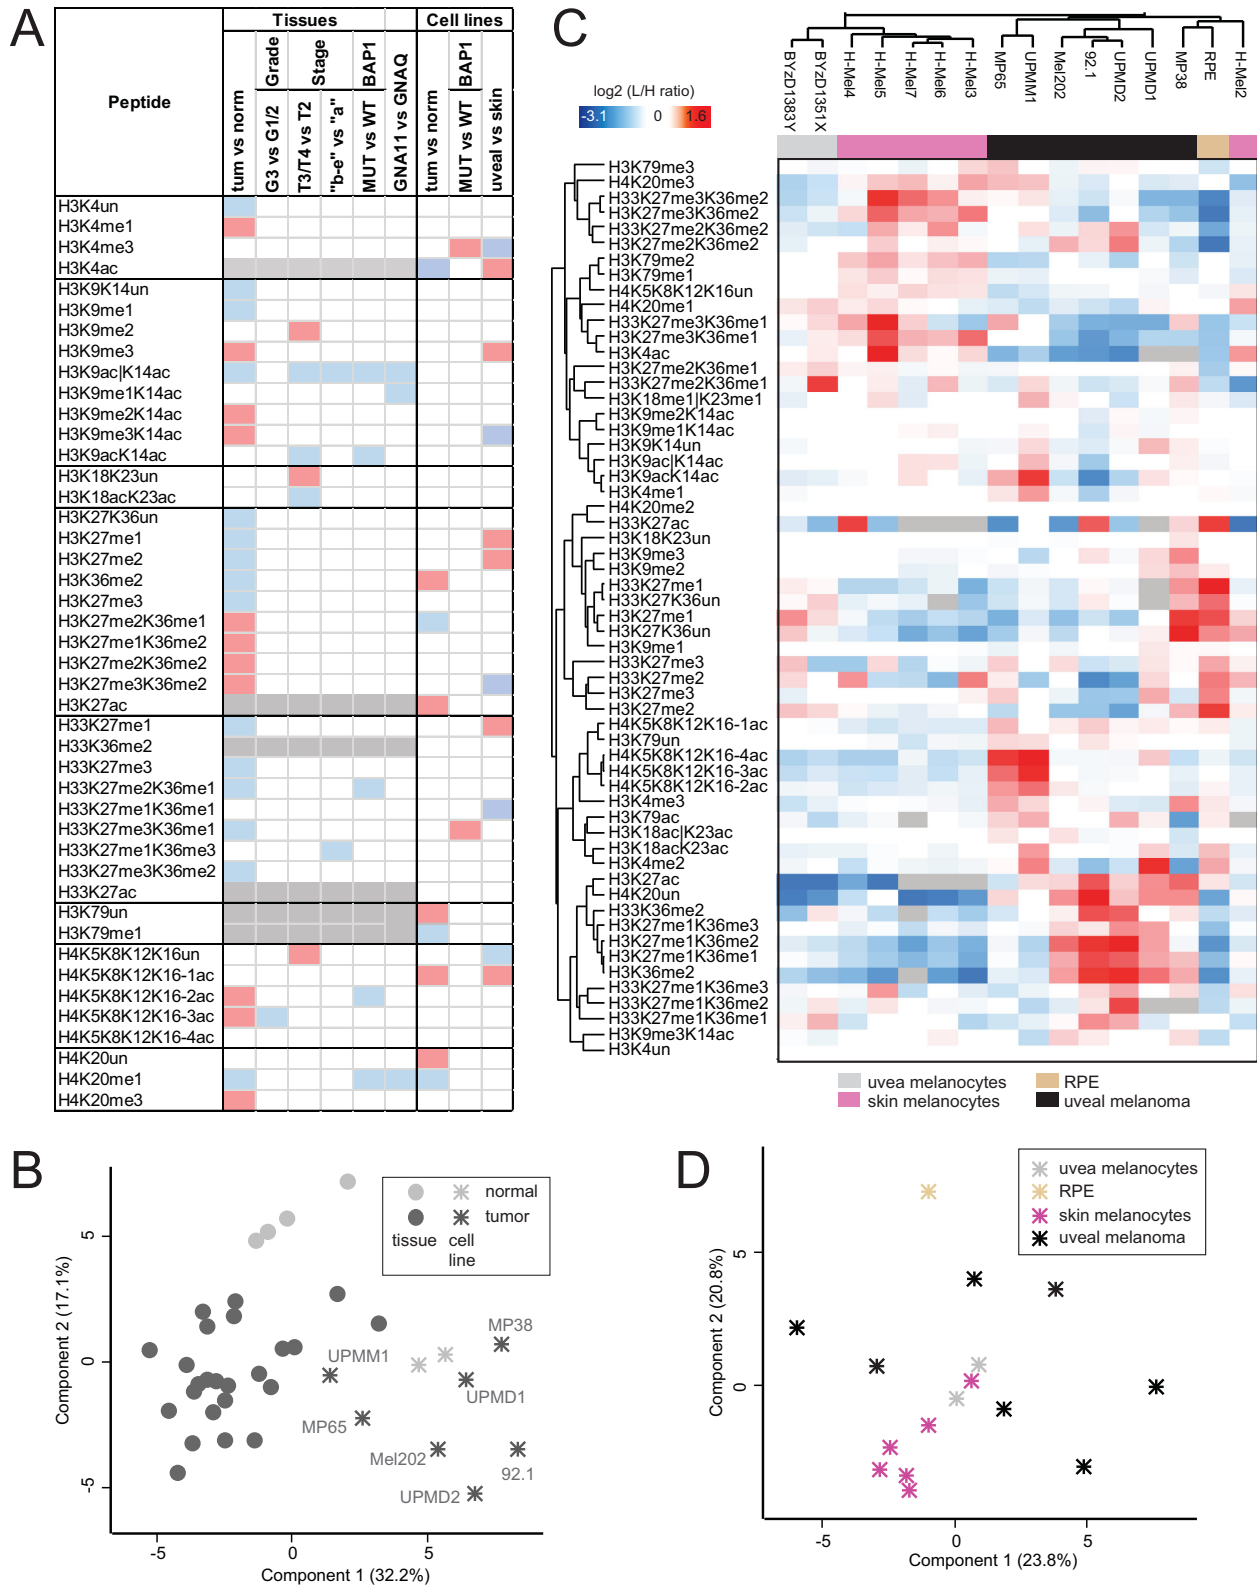 A
Tissues
Cell lines
Peptide
tum vs norm
Grade
G3 vs G1/2
Stage
T3/T4 vs T2
"b-e" vs "a"
BAP1
MUT vs WT
GNA11 vs GNAQ
tum vs norm
BAP1
MUT vs WT
uveal vs skin
H3K4un
H3K4me1
H3K4me3
H3K4ac
H3K9K14un
H3K9me1
H3K9me2
H3K9me3
H3K9ac|K14ac
H3K9me1K14ac
H3K9me2K14ac
H3K9me3K14ac
H3K9acK14ac
H3K18K23un
H3K18acK23ac
H3K27K36un
H3K27me1
H3K27me2
H3K36me2
H3K27me3
H3K27me2K36me1
H3K27me1K36me2
H3K27me2K36me2
H3K27me3K36me2
H3K27ac
H33K27me1
H33K36me2
H33K27me3
H33K27me2K36me1
H33K27me1K36me1
H33K27me3K36me1
H33K27me1K36me3
H33K27me3K36me2
H33K27ac
H3K79un
H3K79me1
H4K5K8K12K16un
H4K5K8K12K16-1ac
H4K5K8K12K16-2ac
H4K5K8K12K16-3ac
H4K5K8K12K16-4ac
H4K20un
H4K20me1
H4K20me3
C
log2 (L/H ratio)
-3.1 0 1.6
BYzD1383Y
BYzD1351X
H-Mel4
H-Mel5
H-Mel7
H-Mel6
H-Mel3
MP65
UPMM1
Mel202
92.1
UPMD2
UPMD1
MP38
RPE
H-Mel2
H3K79me3
H4K20me3
H33K27me3K36me2
H3K27me3K36me2
H33K27me2K36me2
H3K27me2K36me2
H3K79me2
H3K79me1
H4K5K8K12K16un
H4K20me1
H33K27me3K36me1
H3K27me3K36me1
H3K4ac
H3K27me2K36me1
H33K27me2K36me1
H3K18me1|K23me1
H3K9me2K14ac
H3K9me1K14ac
H3K9K14un
H3K9ac|K14ac
H3K9acK14ac
H3K4me1
H4K20me2
H33K27ac
H3K18K23un
H3K9me3
H3K9me2
H33K27me1
H33K27K36un
H3K27me1
H3K27K36un
H3K9me1
H33K27me3
H33K27me2
H3K27me3
H3K27me2
H4K5K8K12K16-1ac
H3K79un
H4K5K8K12K16-4ac
H4K5K8K12K16-3ac
H4K5K8K12K16-2ac
H3K4me3
H3K79ac
H3K18ac|K23ac
H3K18acK23ac
H3K4me2
H3K27ac
H4K20un
H33K36me2
H3K27me1K36me3
H3K27me1K36me2
H3K27me1K36me1
H3K36me2
H33K27me1K36me3
H33K27me1K36me2
H33K27me1K36me1
H3K9me3K14ac
H3K4un
uvea melanocytes
RPE
skin melanocytes
uveal melanoma
B
normal
tumor
tissue
cell
line
Component 2 (17.1%)
5
0
-5
MP38
UPMM1
UPMD1
MP65
Mel202
92.1
UPMD2
-5 0 5
Component 1 (32.2%)
D
uvea melanocytes
RPE
skin melanocytes
uveal melanoma
Component 2 (20.8%)
5
0
-5 0 5
Component 1 (23.8%)